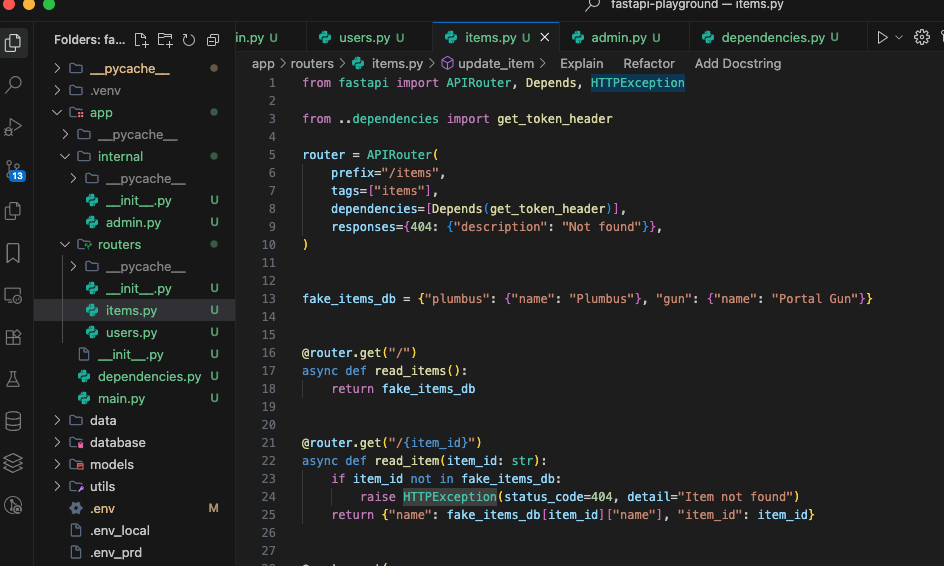 fastapi-playground — items.py
Folders: fa...
in.py U
users.py U
items.py U
admin.py U
dependencies.py U
app > routers > items.py > update_item > Explain Refactor Add Docstring
__pycache__
.venv
app
__pycache__
internal
__pycache__
__init__.py U
admin.py U
routers
__pycache__
__init__.py U
items.py U
users.py U
__init__.py U
dependencies.py U
main.py U
data
database
models
utils
.env M
.env_local
.env_prd
13
1 from fastapi import APIRouter, Depends, HTTPException
2
3 from ..dependencies import get_token_header
4
5 router = APIRouter(
6     prefix="/items",
7     tags=["items"],
8     dependencies=[Depends(get_token_header)],
9     responses={404: {"description": "Not found"}},
10 )
11
12
13 fake_items_db = {"plumbus": {"name": "Plumbus"}, "gun": {"name": "Portal Gun"}}
14
15
16 @router.get("/")
17 async def read_items():
18     return fake_items_db
19
20
21 @router.get("/{item_id}")
22 async def read_item(item_id: str):
23     if item_id not in fake_items_db:
24         raise HTTPException(status_code=404, detail="Item not found")
25     return {"name": fake_items_db[item_id]["name"], "item_id": item_id}
26
27